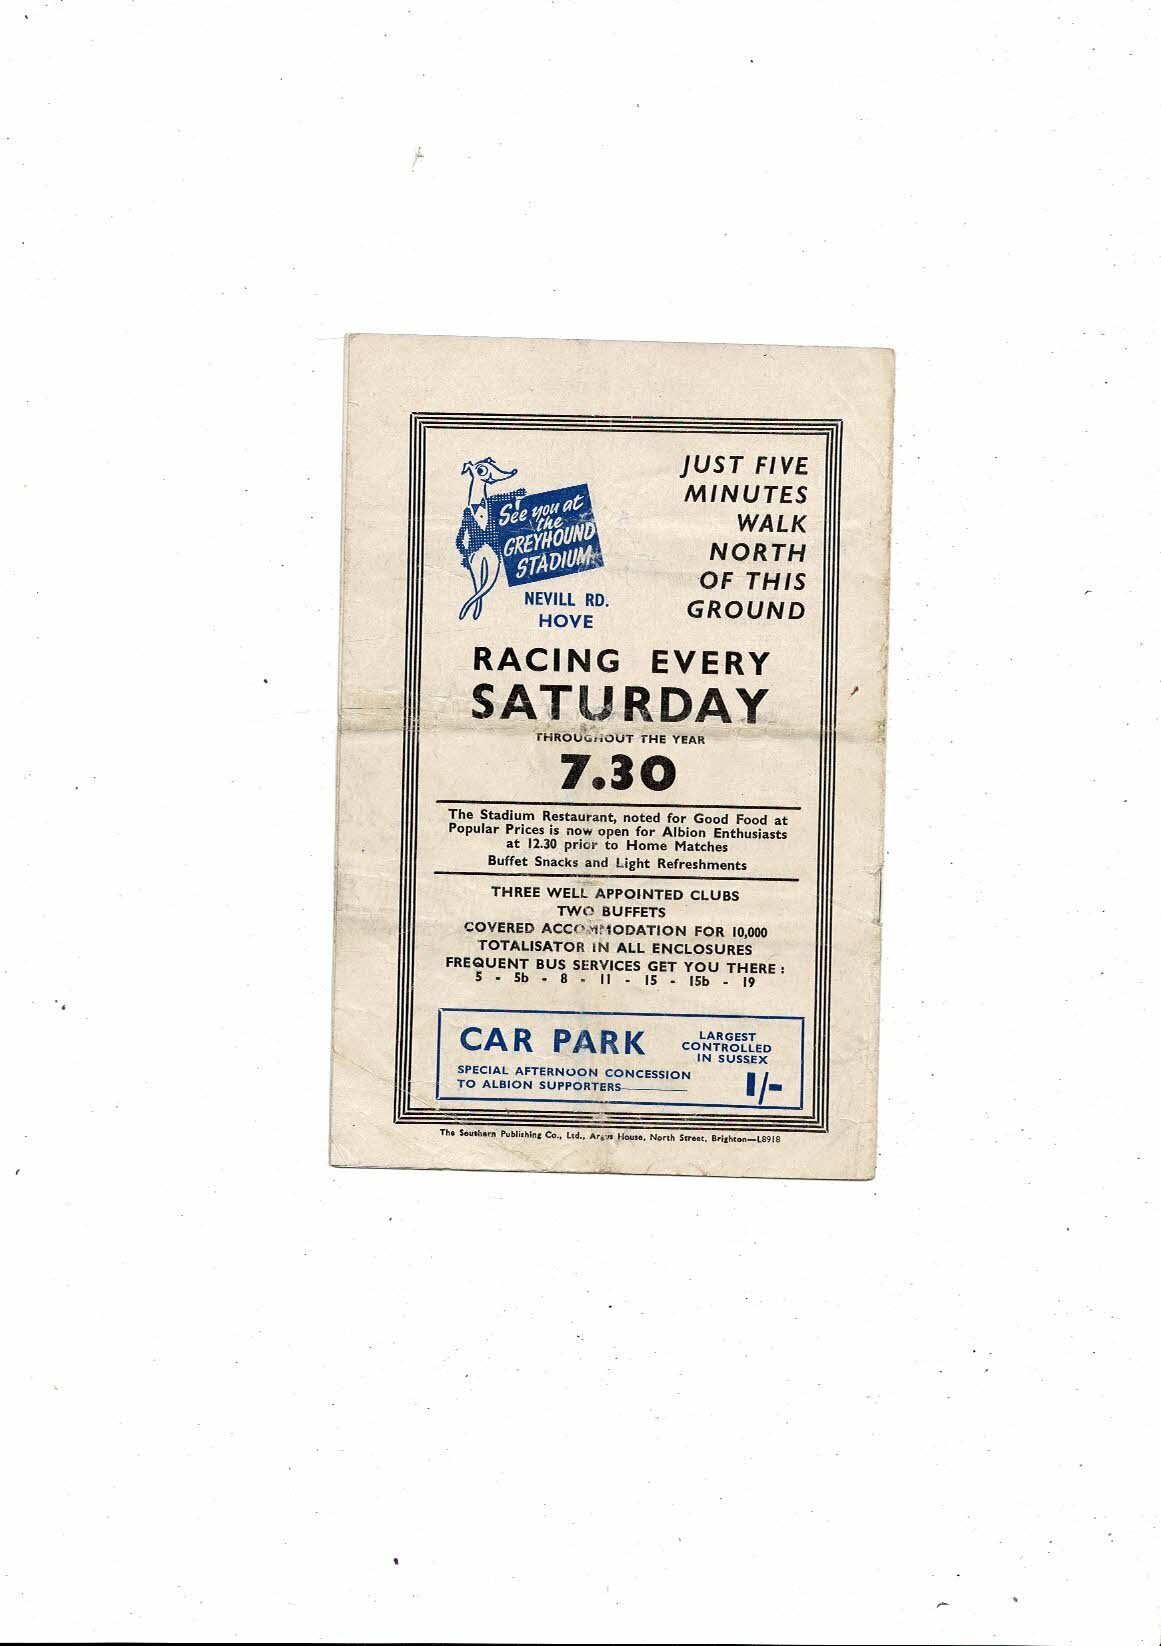 See you at
the
GREYHOUND
STADIUM
NEVILL RD.
HOVE
JUST FIVE
MINUTES
WALK
NORTH
OF THIS
GROUND
RACING EVERY
SATURDAY
THROUGHOUT THE YEAR
7.30
The Stadium Restaurant, noted for Good Food at
Popular Prices is now open for Albion Enthusiasts
at 12.30 prior to Home Matches
Buffet Snacks and Light Refreshments
THREE WELL APPOINTED CLUBS
TWO BUFFETS
COVERED ACCOMMODATION FOR 10,000
TOTALISATOR IN ALL ENCLOSURES
FREQUENT BUS SERVICES GET YOU THERE :
5 - 5b - 8 - 11 - 15 - 15b - 19
CAR PARK
LARGEST
CONTROLLED
IN SUSSEX
SPECIAL AFTERNOON CONCESSION
TO ALBION SUPPORTERS
1/-
The Southern Publishing Co., Ltd., Argus House, North Street, Brighton—L8918